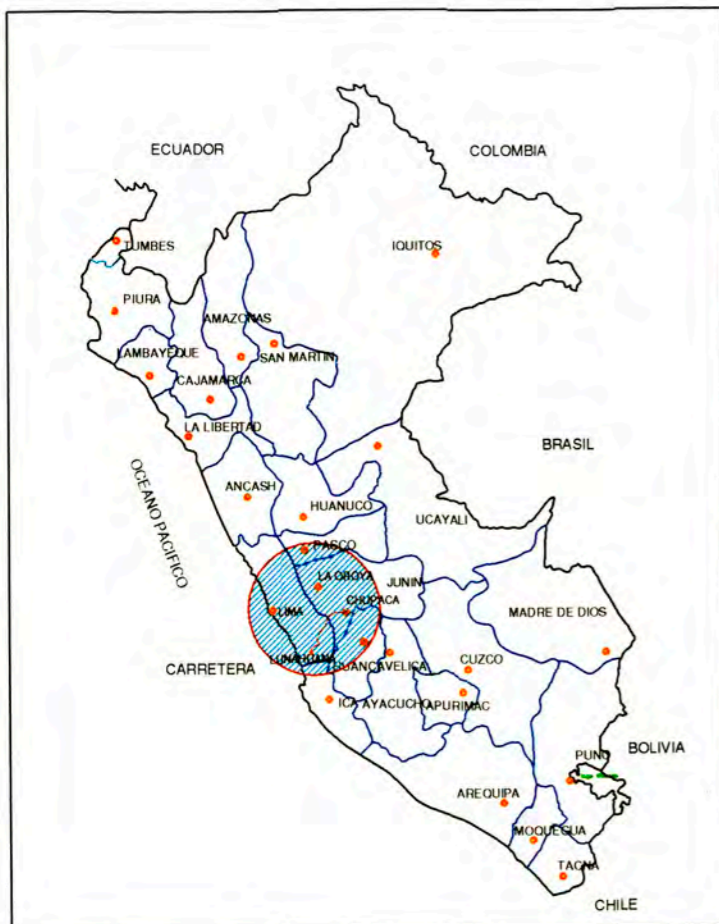 ECUADOR
COLOMBIA
TUMBES
IQUITOS
PIURA
AMAZONAS
LAMBAYEQUE
SAN MARTIN
CAJAMARCA
LA LIBERTAD
BRASIL
OCEANO PACIFICO
ANCASH
HUANUCO
UCAYALI
PASCO
LA OROYA
JUNIN
CHUPACA
LIMA
MADRE DE DIOS
LUNAHUANA
CARRETERA
HUANCAVELICA
CUZCO
ICA
AYACUCHO
APURIMAC
PUNO
BOLIVIA
AREQUIPA
MOQUEGUA
TACNA
CHILE